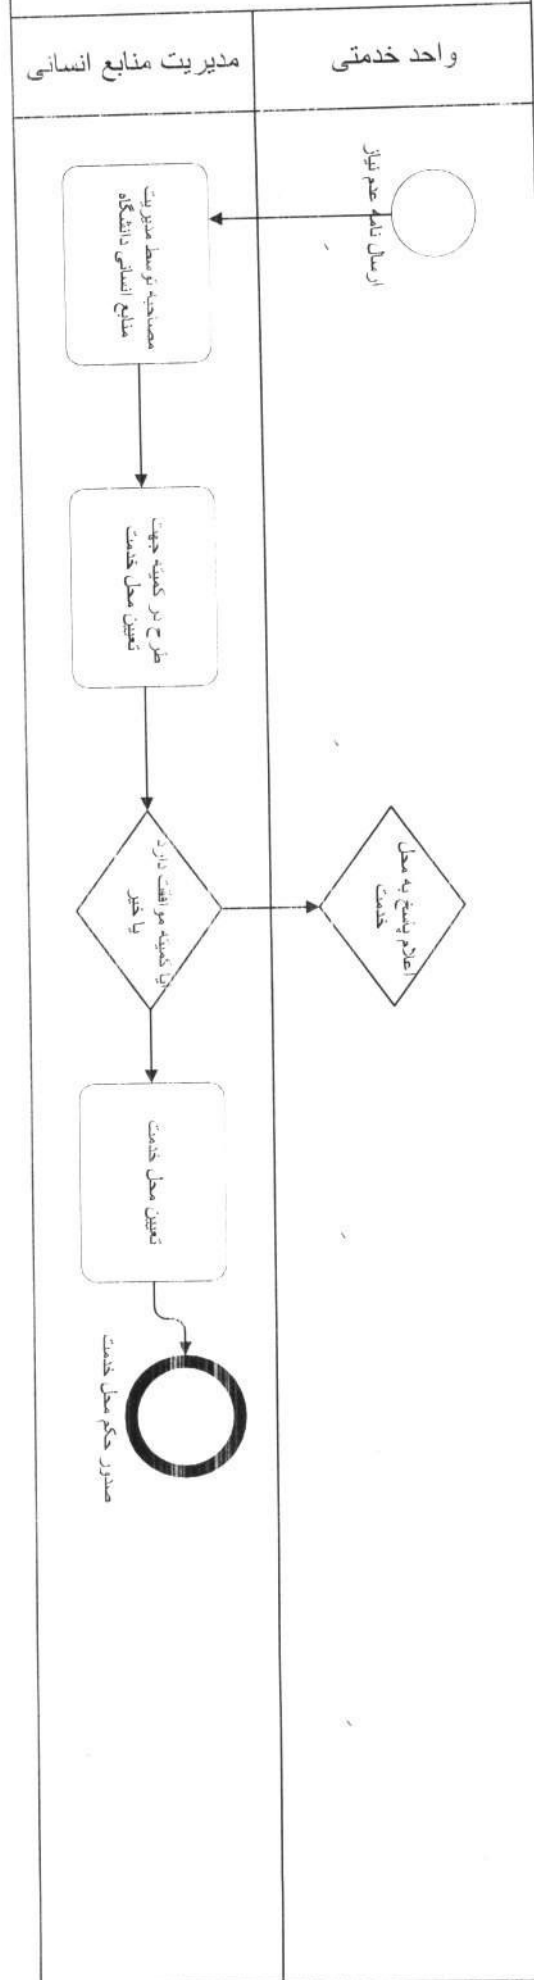 واحد خدمتی
مدیریت منابع انسانی
ارسال نامه عدم نیاز
مصاحبه توسط مدیریت
منابع انسانی دانشگاه
طرح در کمیته جهت
تعیین محل خدمت
آیا کمیته موافقت دارد
یا خیر
اعلام پاسخ به محل
خدمت
تعیین محل خدمت
صدور حکم محل خدمت